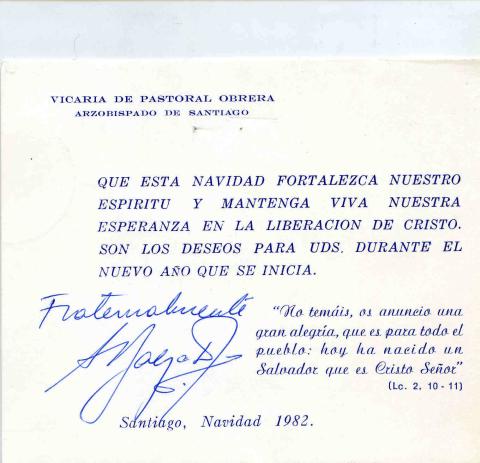 VICARIA DE PASTORAL OBRERA
ARZOBISPADO DE SANTIAGO
QUE ESTA NAVIDAD FORTALEZCA NUESTRO
ESPIRITU Y MANTENGA VIVA NUESTRA
ESPERANZA EN LA LIBERACION DE CRISTO.
SON LOS DESEOS PARA UDS. DURANTE EL
NUEVO AÑO QUE SE INICIA.
Fraternalmente
"No temáis, os anuncio una
gran alegría, que es para todo el
pueblo: hoy ha nacido un
Salvador que es Cristo Señor"
(Lc. 2, 10 - 11)
Santiago, Navidad 1982.